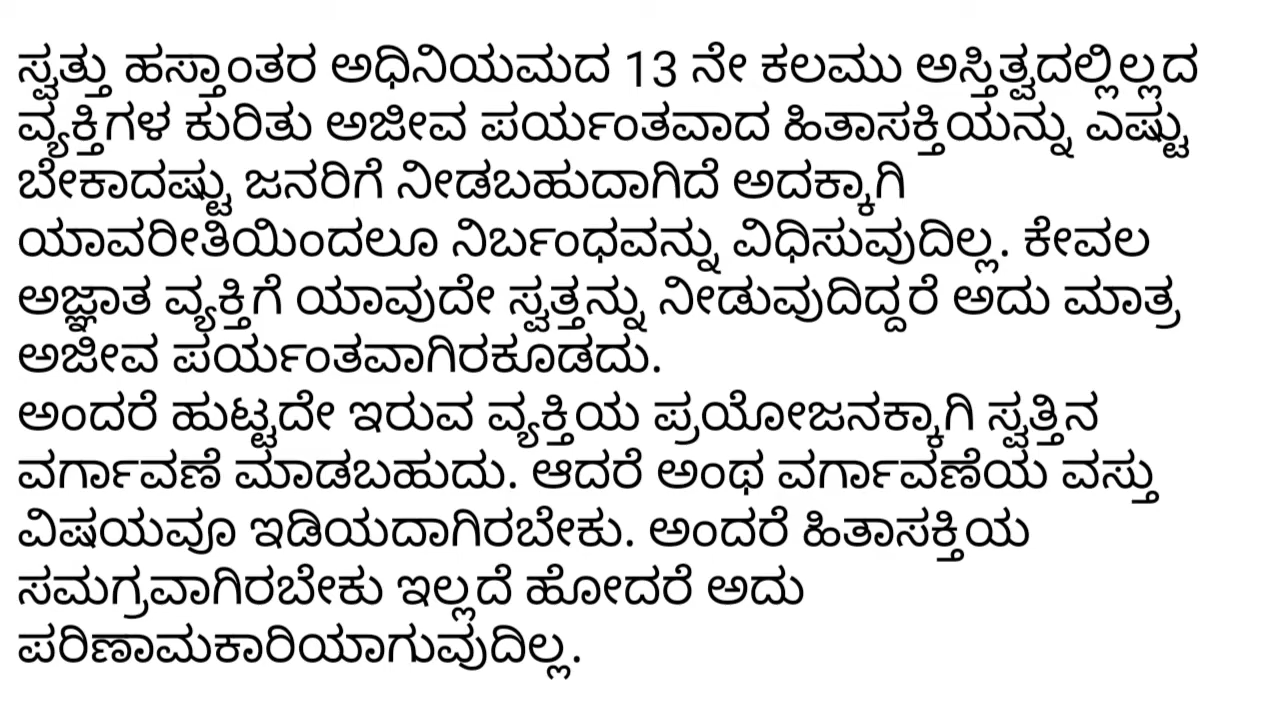 ಸ್ವತ್ತು ಹಸ್ತಾಂತರ ಅಧಿನಿಯಮದ 13 ನೇ ಕಲಮು ಅಸ್ತಿತ್ವದಲ್ಲಿಲ್ಲದ
ವ್ಯಕ್ತಿಗಳ ಕುರಿತು ಅಜೀವ ಪರ್ಯಂತವಾದ ಹಿತಾಸಕ್ತಿಯನ್ನು ಎಷ್ಟು
ಬೇಕಾದಷ್ಟು ಜನರಿಗೆ ನೀಡಬಹುದಾಗಿದೆ ಅದಕ್ಕಾಗಿ
ಯಾವರೀತಿಯಿಂದಲೂ ನಿರ್ಬಂಧವನ್ನು ವಿಧಿಸುವುದಿಲ್ಲ. ಕೇವಲ
ಅಜ್ಞಾತ ವ್ಯಕ್ತಿಗೆ ಯಾವುದೇ ಸ್ವತ್ತನ್ನು ನೀಡುವುದಿದ್ದರೆ ಅದು ಮಾತ್ರ
ಅಜೀವ ಪರ್ಯಂತವಾಗಿರಕೂಡದು.
ಅಂದರೆ ಹುಟ್ಟದೇ ಇರುವ ವ್ಯಕ್ತಿಯ ಪ್ರಯೋಜನಕ್ಕಾಗಿ ಸ್ವತ್ತಿನ
ವರ್ಗಾವಣೆ ಮಾಡಬಹುದು. ಆದರೆ ಅಂಥ ವರ್ಗಾವಣೆಯ ವಸ್ತು
ವಿಷಯವೂ ಇಡಿಯದಾಗಿರಬೇಕು. ಅಂದರೆ ಹಿತಾಸಕ್ತಿಯ
ಸಮಗ್ರವಾಗಿರಬೇಕು ಇಲ್ಲದೆ ಹೋದರೆ ಅದು
ಪರಿಣಾಮಕಾರಿಯಾಗುವುದಿಲ್ಲ.